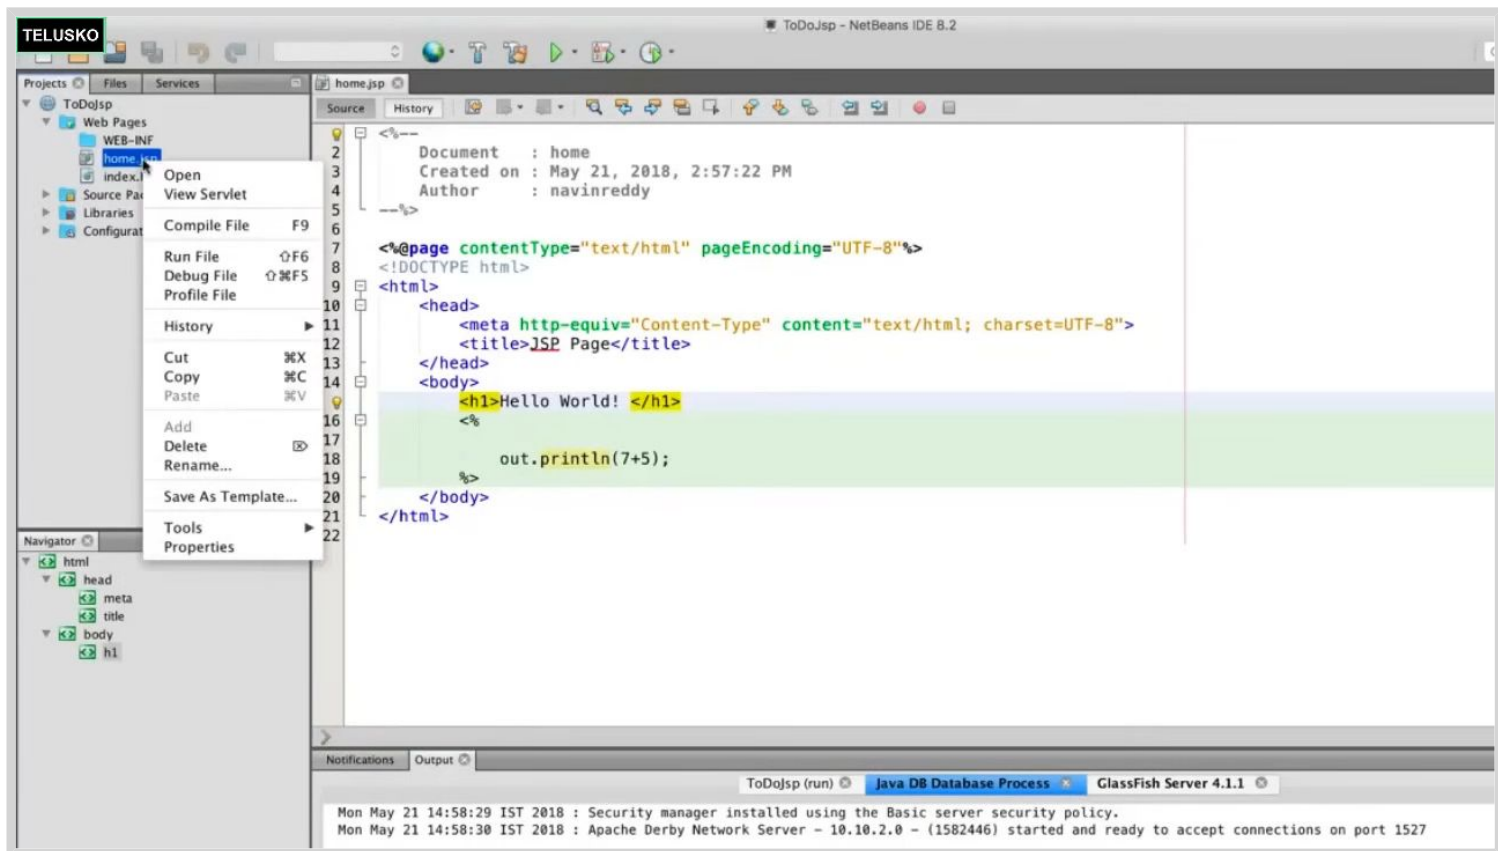 TELUSKO
ToDoJsp - NetBeans IDE 8.2
Projects Files Services
ToDoJsp
Web Pages
WEB-INF
home.jsp
index.
Source Pa
Libraries
Configurat
Open
View Servlet
Compile File F9
Run File ⇧F6
Debug File ⇧⌘F5
Profile File
History
Cut ⌘X
Copy ⌘C
Paste ⌘V
Add
Delete ⌦
Rename...
Save As Template...
Tools
Properties
Navigator
html
head
meta
title
body
h1
home.jsp
Source History
<%--
2 Document : home
3 Created on : May 21, 2018, 2:57:22 PM
4 Author : navinreddy
5 --%>
6
7 <%@page contentType="text/html" pageEncoding="UTF-8"%>
8 <!DOCTYPE html>
9 <html>
10 <head>
11 <meta http-equiv="Content-Type" content="text/html; charset=UTF-8">
12 <title>JSP Page</title>
13 </head>
14 <body>
<h1>Hello World! </h1>
16 <%
17
18 out.println(7+5);
19 %>
20 </body>
21 </html>
22
Notifications Output
ToDoJsp (run) Java DB Database Process GlassFish Server 4.1.1
Mon May 21 14:58:29 IST 2018 : Security manager installed using the Basic server security policy.
Mon May 21 14:58:30 IST 2018 : Apache Derby Network Server - 10.10.2.0 - (1582446) started and ready to accept connections on port 1527